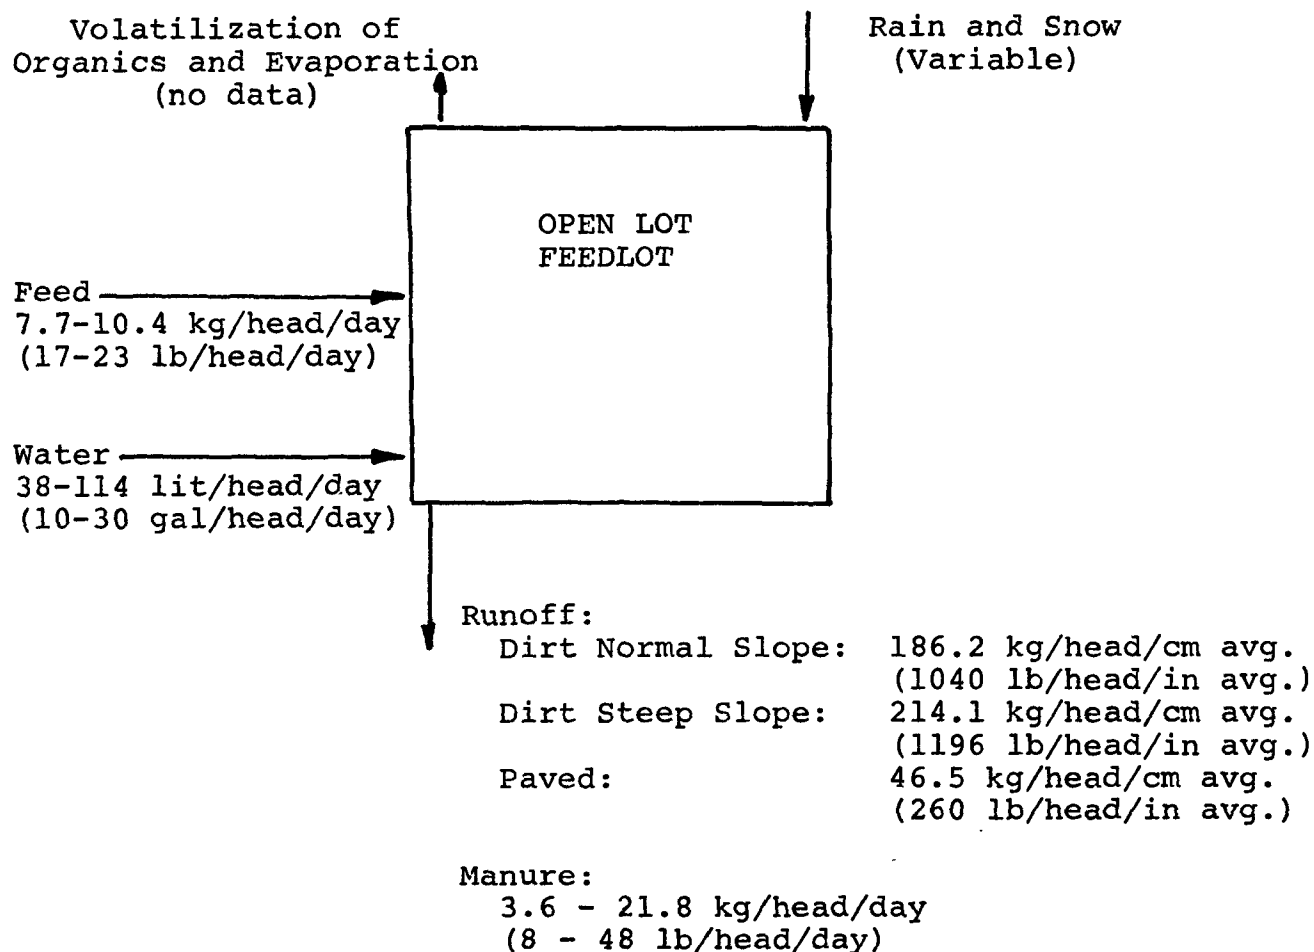 Volatilization of
Organics and Evaporation
(no data)
Rain and Snow
(Variable)
OPEN LOT
FEEDLOT
Feed
7.7-10.4 kg/head/day
(17-23 lb/head/day)
Water
38-114 lit/head/day
(10-30 gal/head/day)
Runoff:
Dirt Normal Slope: 186.2 kg/head/cm avg.
(1040 lb/head/in avg.)
Dirt Steep Slope: 214.1 kg/head/cm avg.
(1196 lb/head/in avg.)
Paved: 46.5 kg/head/cm avg.
(260 lb/head/in avg.)
Manure:
3.6 - 21.8 kg/head/day
(8 - 48 lb/head/day)